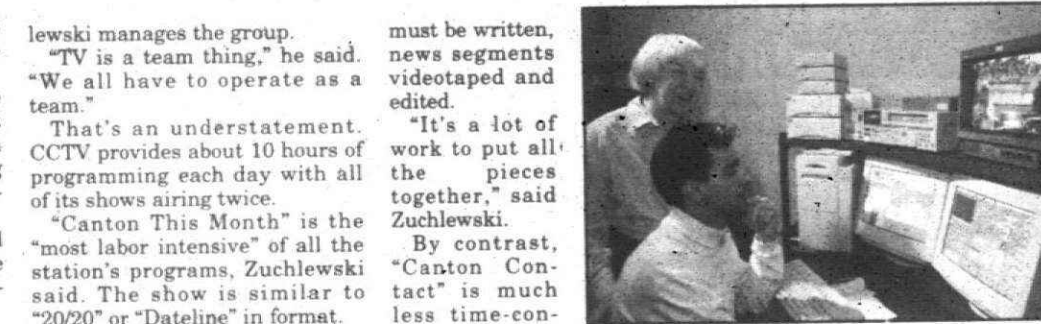 lewski manages the group.
"TV is a team thing," he said.
"We all have to operate as a
team."
That's an understatement.
CCTV provides about 10 hours of
programming each day with all
of its shows airing twice.
"Canton This Month" is the
"most labor intensive" of all the
station's programs, Zuchlewski
said. The show is similar to
"20/20" or "Dateline" in format.
must be written,
news segments
videotaped and
edited.
"It's a lot of
work to put all
the pieces
together," said
Zuchlewski.
By contrast,
"Canton Con-
tact" is much
less time-con-